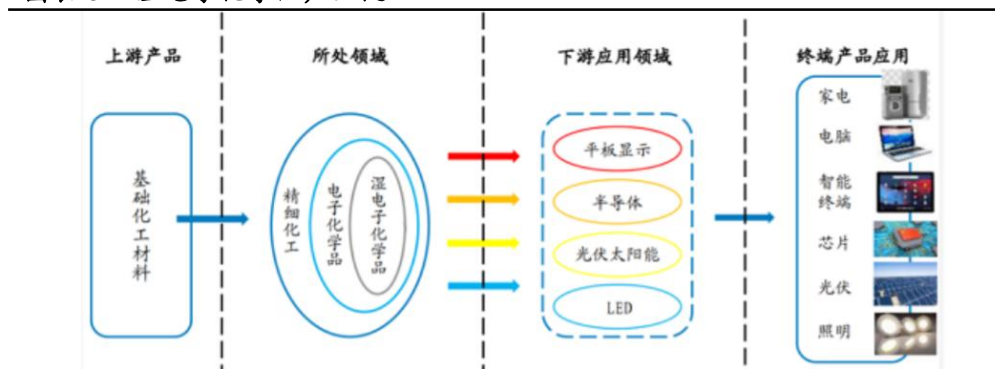 上游产品
所处领域
下游应用领域
终端产品应用
基础化工材料
精细化工
电子化学品
湿电子化学品
平板显示
半导体
光伏太阳能
LED
家电
电脑
智能
终端
芯片
光伏
照明